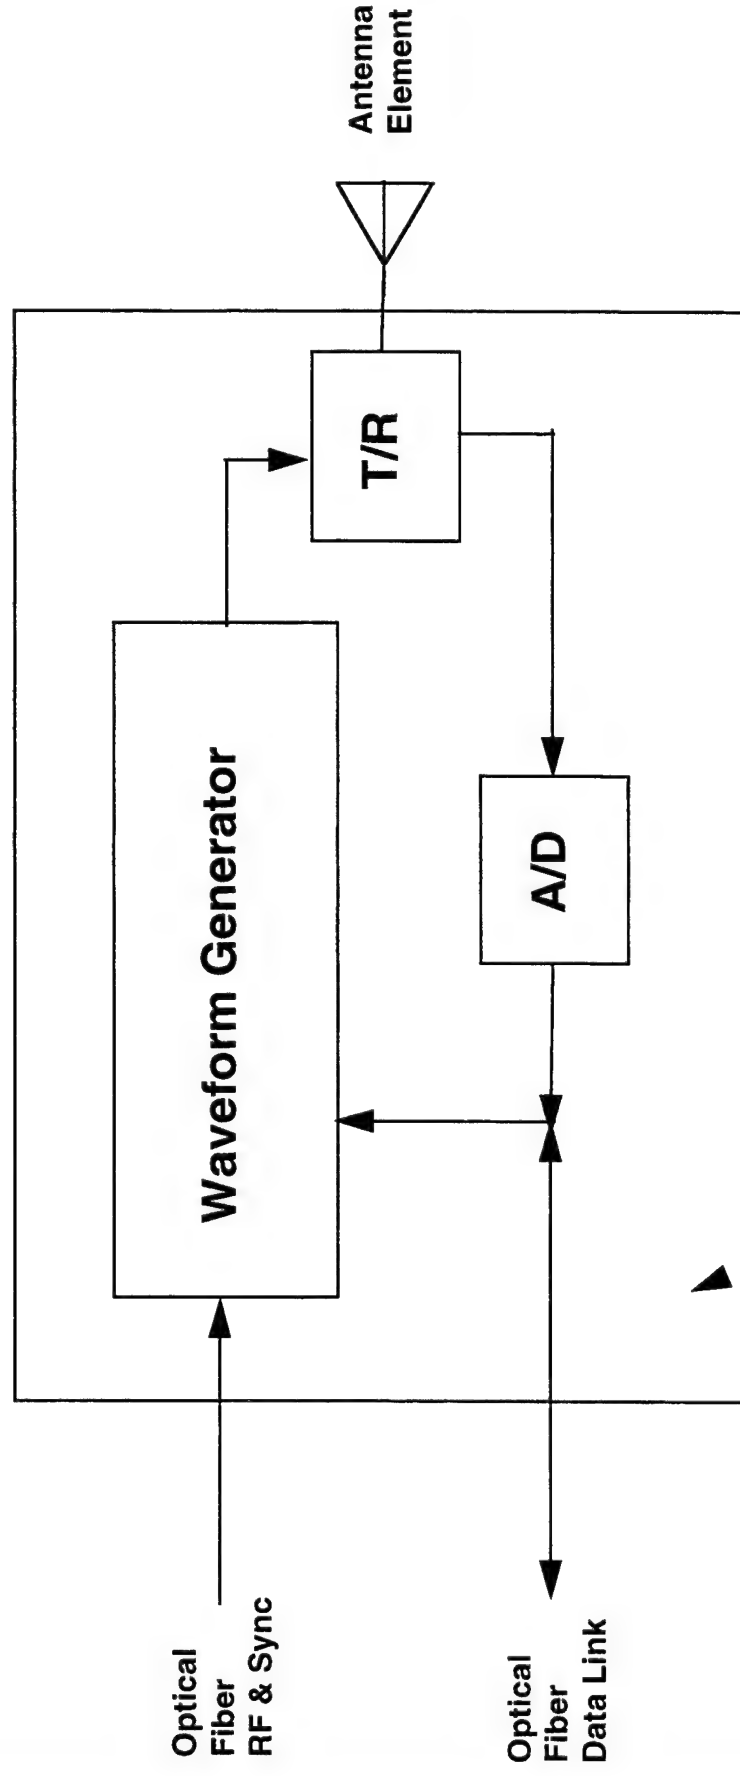 Optical
Fiber
RF & Sync
Waveform Generator
T/R
Antenna
Element
A/D
Optical
Fiber
Data Link